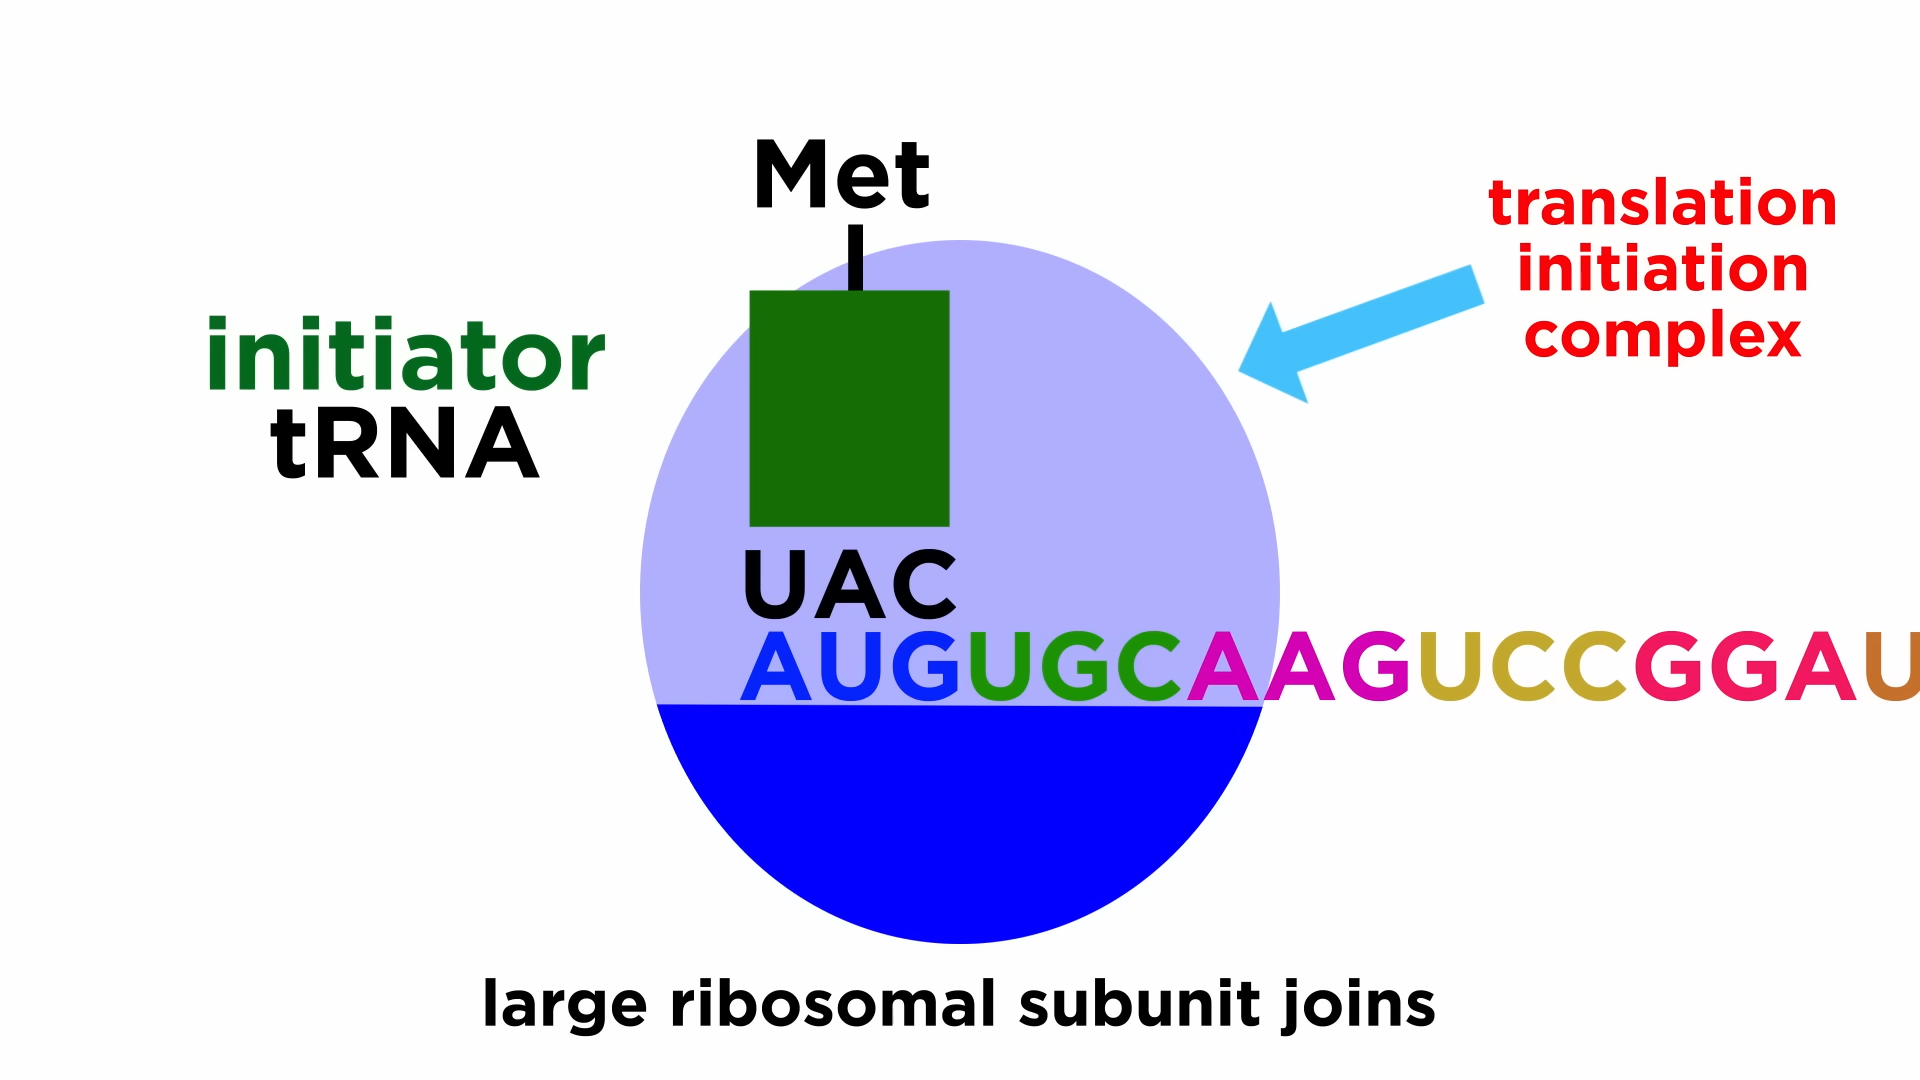 Met
translation
initiation
complex
initiator
tRNA
UAC
AUGUGCAAGUCCGGAU
large ribosomal subunit joins